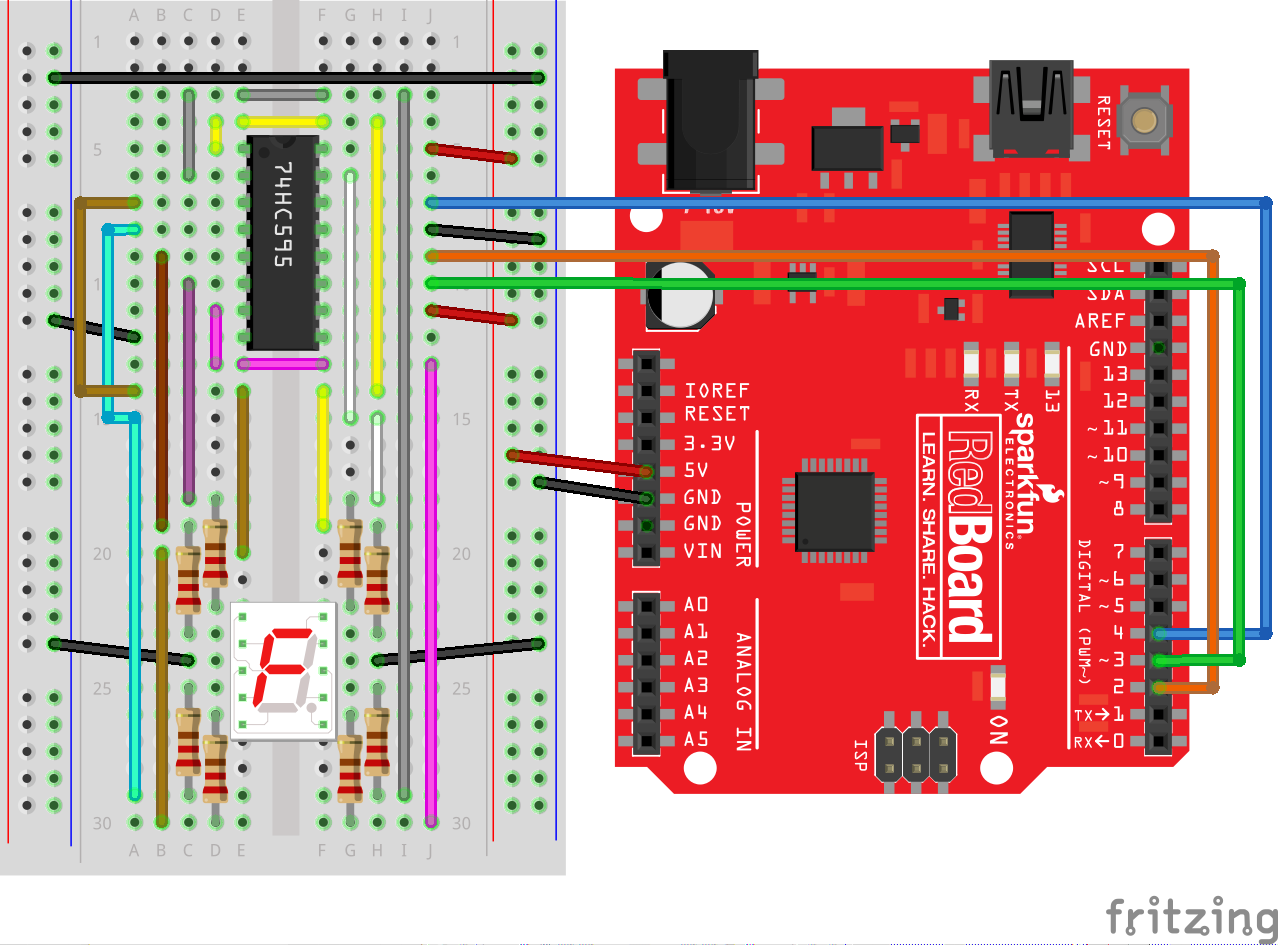 A B C D E F G H I J
1 1
5
74HC595
1
15
20 20
25 25
30 30
A B C D E F G H I J
RESET
SCL
SDA
AREF
GND
13
12
~11
~10
~9
8
7
~6
~5
4
~3
2
TX→1
RX←0
DIGITAL (PWM~)
IOREF
RESET
3.3V
5V
GND
GND
VIN
POWER
A0
A1
A2
A3
A4
A5
ANALOG IN
RX
TX
13
sparkfun
ELECTRONICS
RedBoard
LEARN. SHARE. HACK.
ON
ISP
fritzing